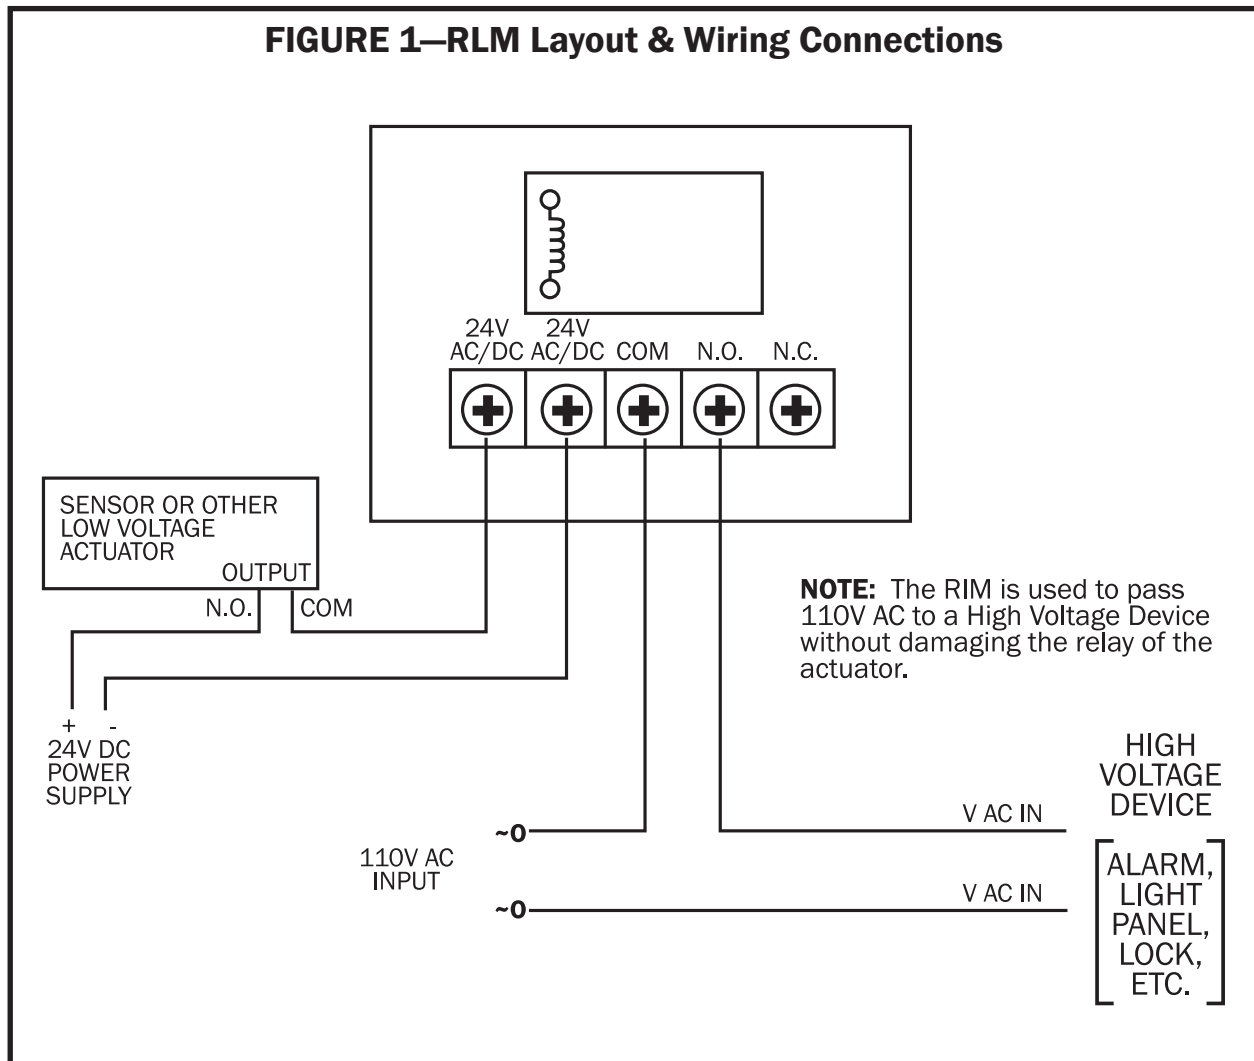 FIGURE 1—RLM Layout & Wiring Connections
24V
AC/DC
24V
AC/DC
COM
N.O.
N.C.
SENSOR OR OTHER
LOW VOLTAGE
ACTUATOR
OUTPUT
N.O.
COM
+ -
24V DC
POWER
SUPPLY
NOTE: The RIM is used to pass
110V AC to a High Voltage Device
without damaging the relay of the
actuator.
110V AC
INPUT
~0
~0
V AC IN
V AC IN
HIGH
VOLTAGE
DEVICE
ALARM,
LIGHT
PANEL,
LOCK,
ETC.